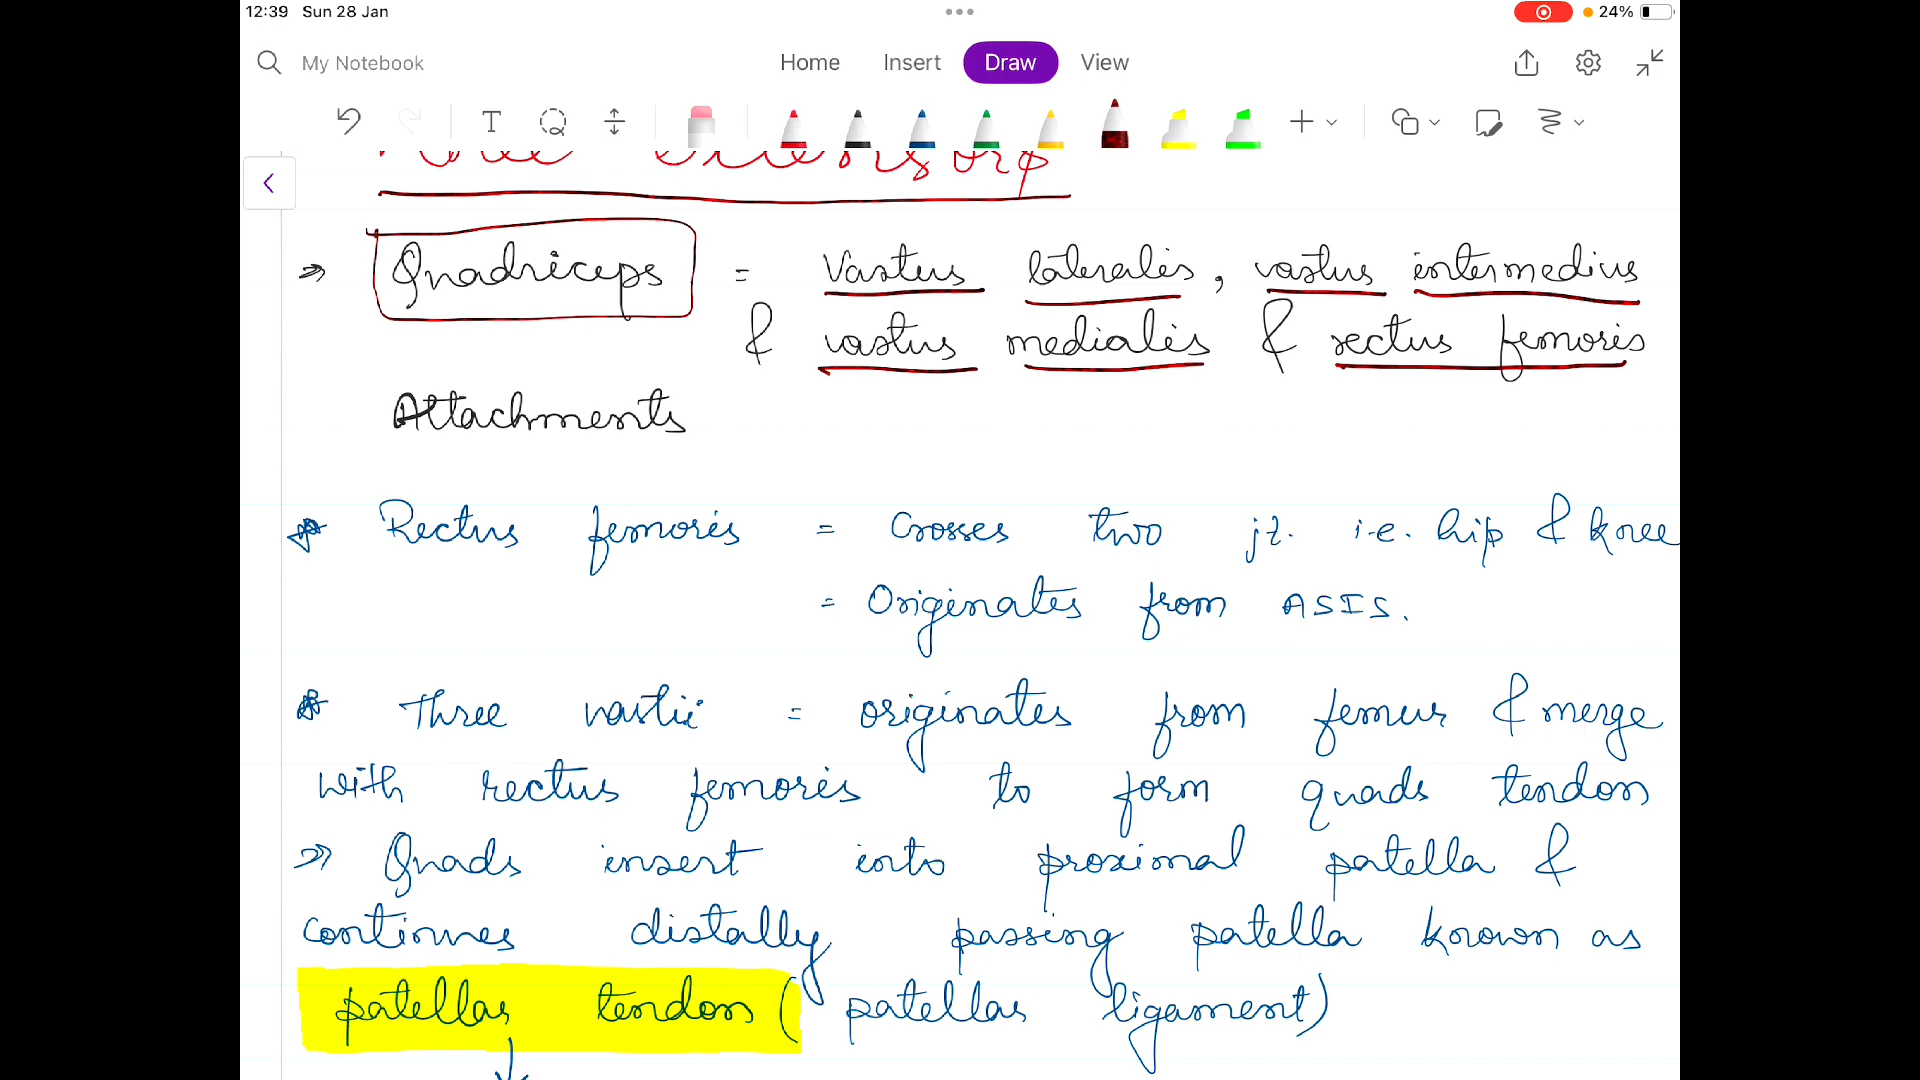 12:39 Sun 28 Jan
24%
My Notebook
Home Insert Draw View
T
Knee extensors
⇒ Quadriceps = Vastus lateralis, vastus intermedius
& vastus medialis & rectus femoris
Attachments
* Rectus femoris = Crosses two jt. i.e. hip & knee
= Originates from ASIS.
* Three vastii = originates from femur & merge
with rectus femoris to form quads tendon
⇒ Quads insert into proximal patella &
continues distally passing patella known as
patellar tendon (patellar ligament)
↓